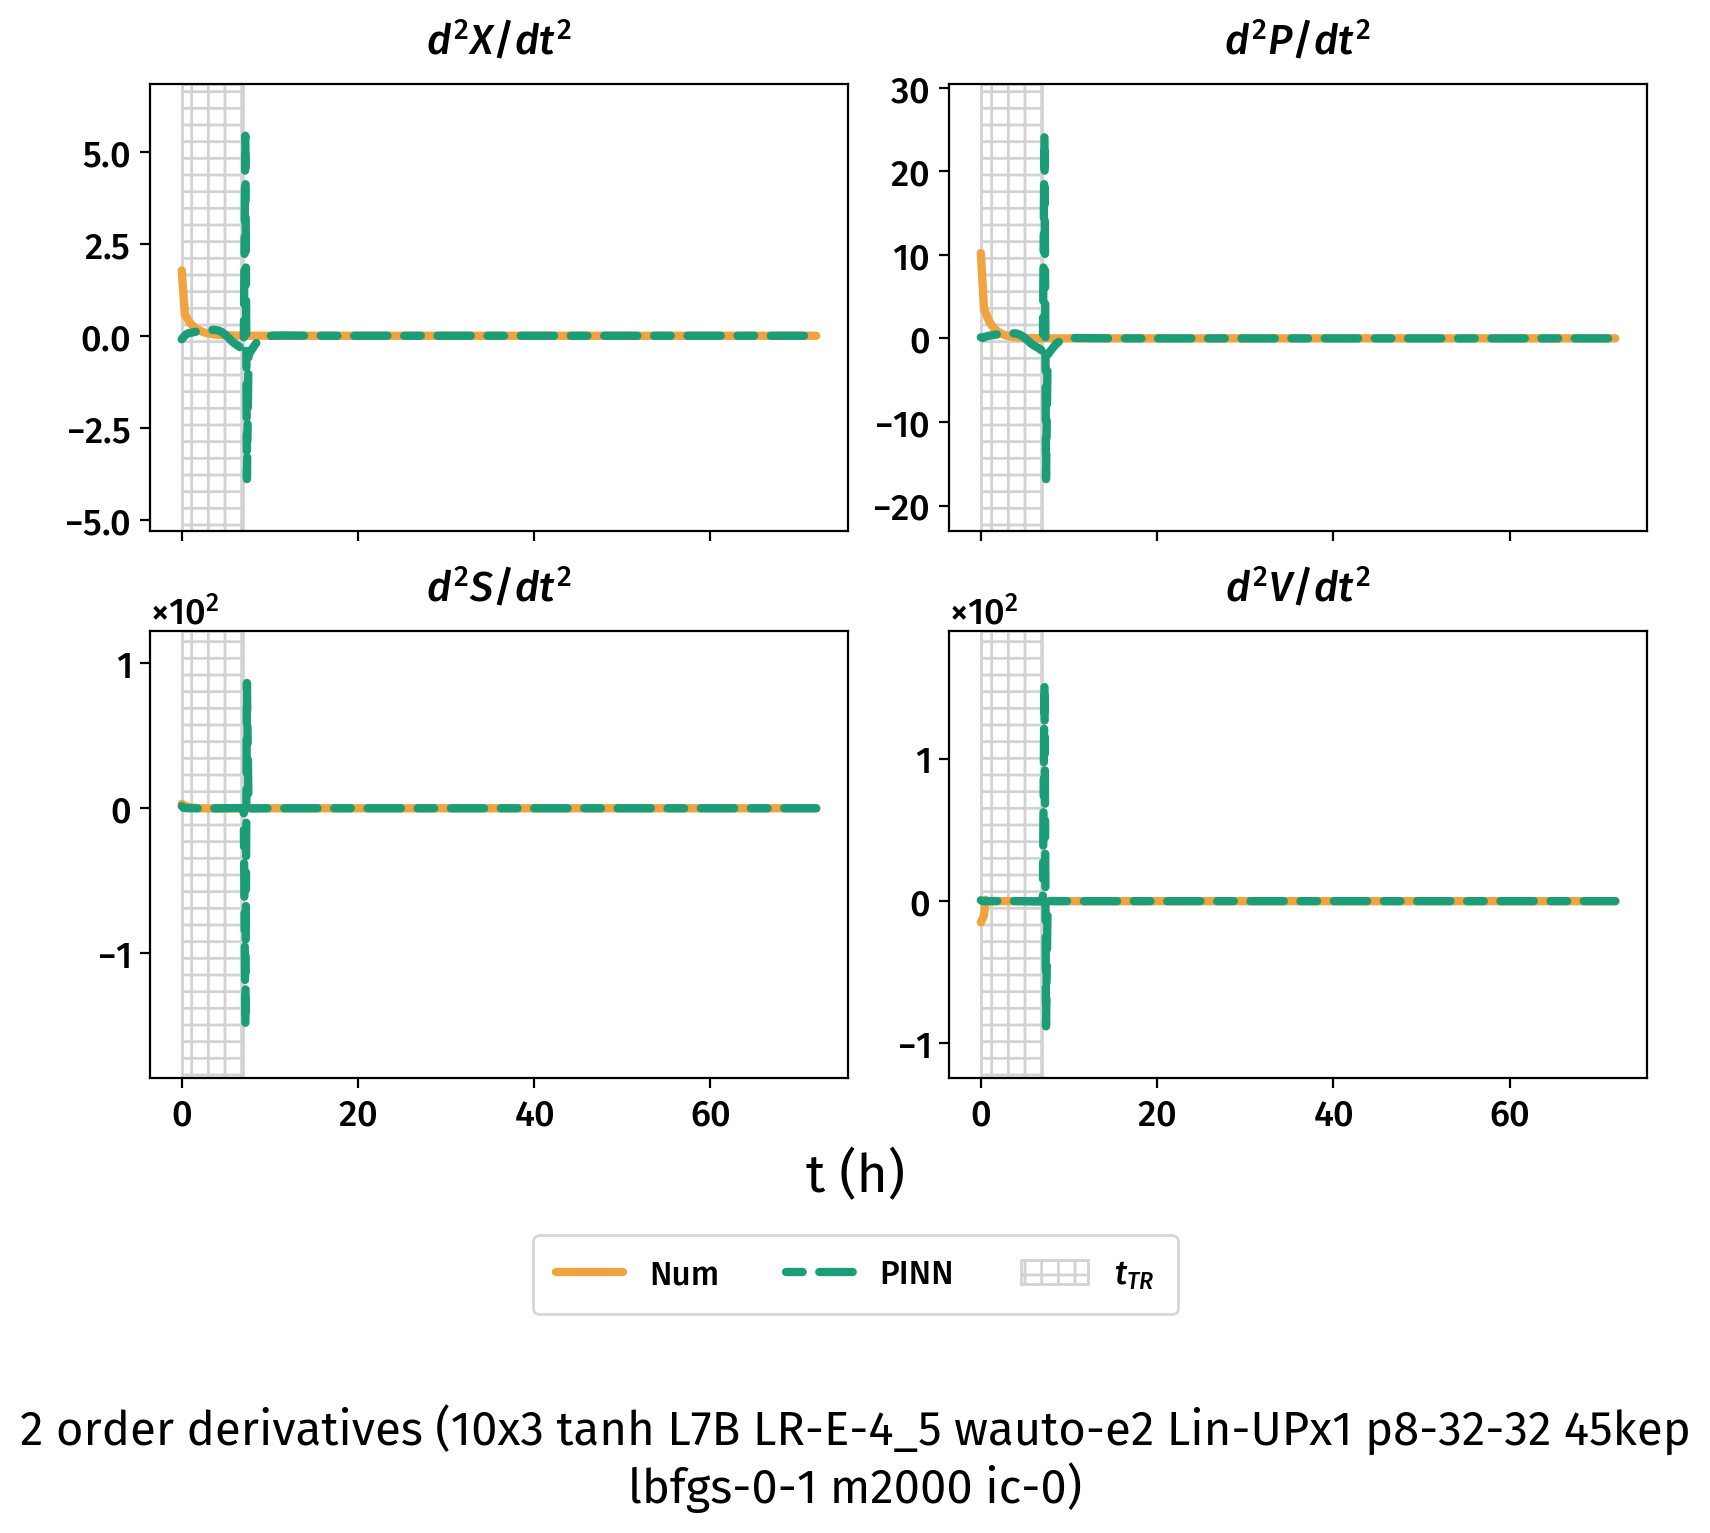 d²X/dt²
d²P/dt²
5.0
2.5
0.0
−2.5
−5.0
30
20
10
0
−10
−20
d²S/dt²
d²V/dt²
×10²
1
0
−1
×10²
1
0
−1
0 20 40 60
0 20 40 60
t (h)
Num PINN t_TR
2 order derivatives (10x3 tanh L7B LR-E-4_5 wauto-e2 Lin-UPx1 p8-32-32 45kep
lbfgs-0-1 m2000 ic-0)